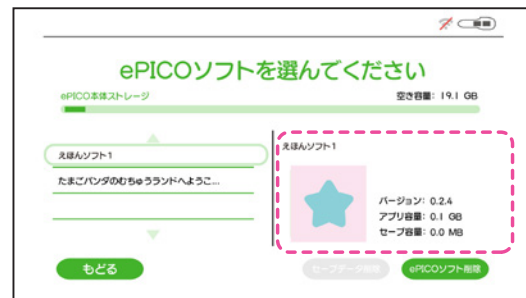 ePICOソフトを選んでください
ePICO本体ストレージ
空き容量: 19.1 GB
えほんソフト1
たまごパンダのむちゅうランドへようこ...
えほんソフト1
バージョン: 0.2.4
アプリ容量: 0.1 GB
セーブ容量: 0.0 MB
もどる
セーブデータ削除
ePICOソフト削除